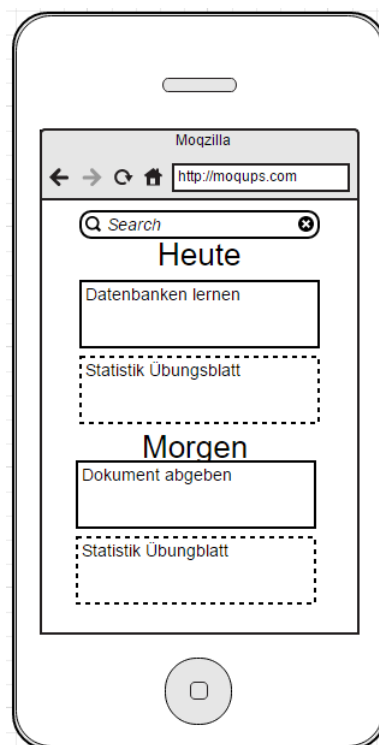 Moqzilla
http://moqups.com
Search
Heute
Datenbanken lernen
Statistik Übungsblatt
Morgen
Dokument abgeben
Statistik Übungblatt